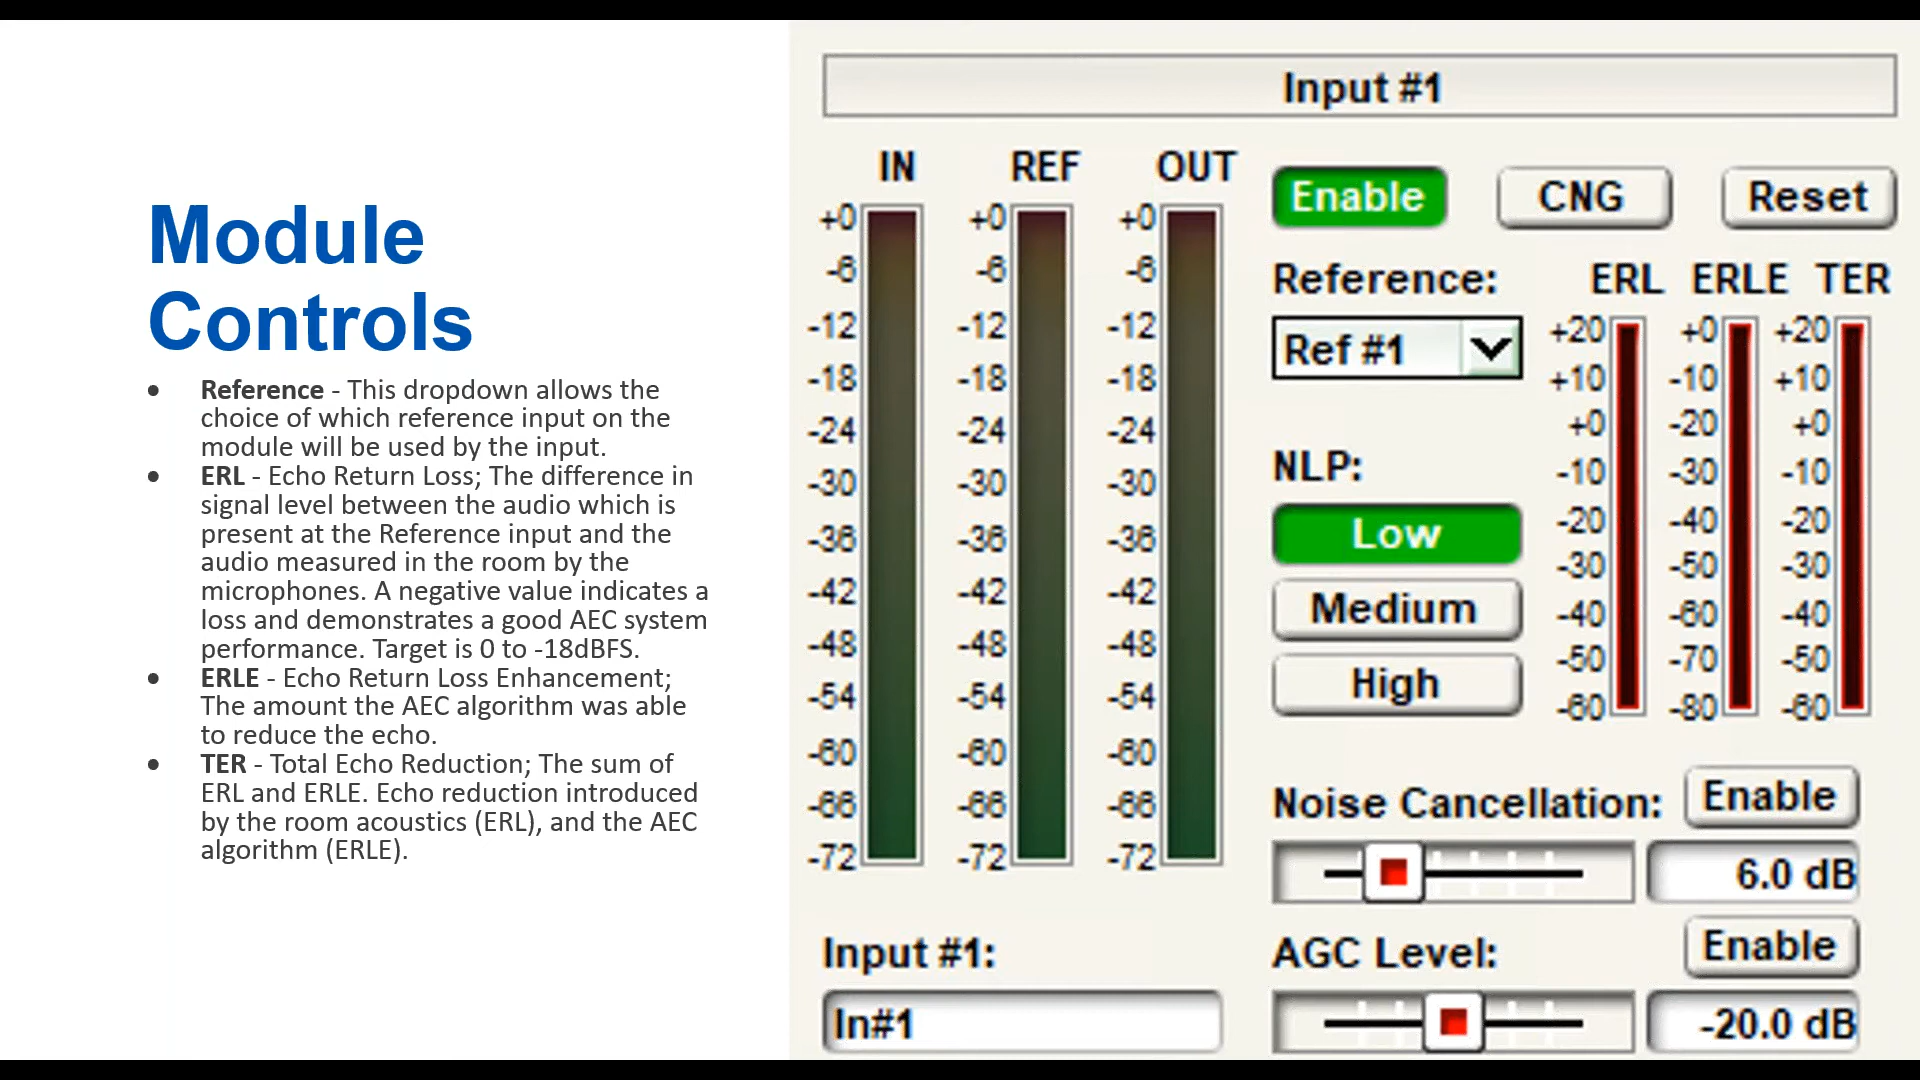 Module
Controls
• Reference - This dropdown allows the
choice of which reference input on the
module will be used by the input.
• ERL - Echo Return Loss; The difference in
signal level between the audio which is
present at the Reference input and the
audio measured in the room by the
microphones. A negative value indicates a
loss and demonstrates a good AEC system
performance. Target is 0 to -18dBFS.
• ERLE - Echo Return Loss Enhancement;
The amount the AEC algorithm was able
to reduce the echo.
• TER - Total Echo Reduction; The sum of
ERL and ERLE. Echo reduction introduced
by the room acoustics (ERL), and the AEC
algorithm (ERLE).
Input #1
IN REF OUT
+0 +0 +0
-6 -6 -6
-12 -12 -12
-18 -18 -18
-24 -24 -24
-30 -30 -30
-36 -36 -36
-42 -42 -42
-48 -48 -48
-54 -54 -54
-60 -60 -60
-66 -66 -66
-72 -72 -72
Input #1:
In#1
Enable CNG Reset
Reference:
Ref #1
NLP:
Low
Medium
High
ERL ERLE TER
+20 +0 +20
+10 -10 +10
+0 -20 +0
-10 -30 -10
-20 -40 -20
-30 -50 -30
-40 -60 -40
-50 -70 -50
-60 -80 -60
Noise Cancellation: Enable
6.0 dB
AGC Level: Enable
-20.0 dB